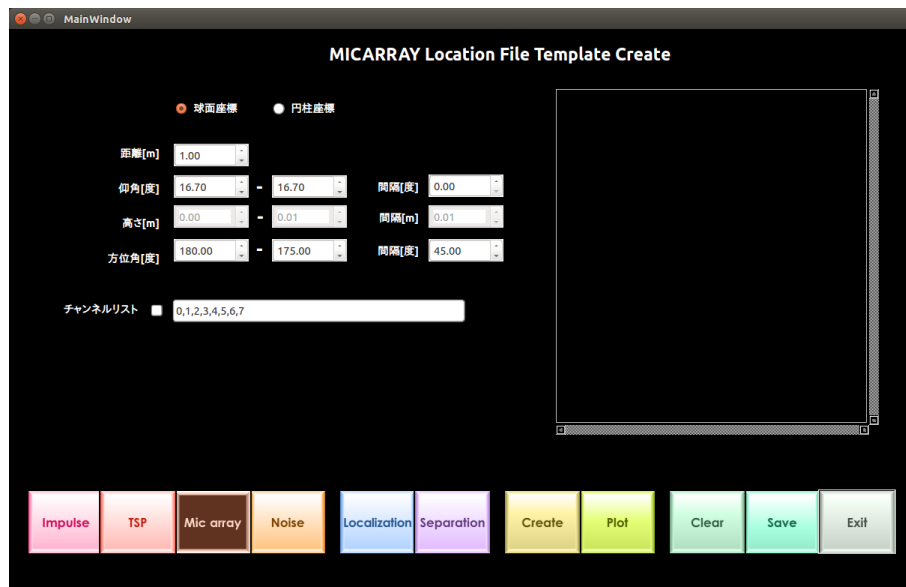 MainWindow
MICARRAY Location File Template Create
球面座標 円柱座標
距離[m] 1.00
仰角[度] 16.70 - 16.70 間隔[度] 0.00
高さ[m] 0.00 - 0.01 間隔[m] 0.01
方位角[度] 180.00 - 175.00 間隔[度] 45.00
チャンネルリスト 0,1,2,3,4,5,6,7
Impulse TSP Mic array Noise Localization Separation Create Plot Clear Save Exit